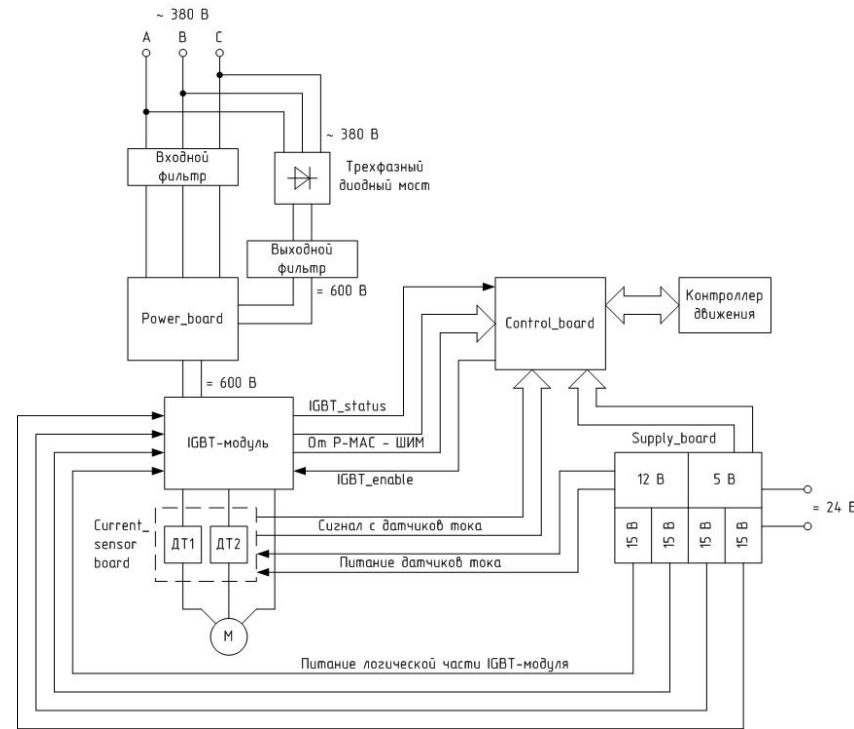 ~ 380 В
А В С
~ 380 В
Входной
фильтр
Трехфазный
диодный мост
Выходной
фильтр
= 600 В
Power_board
Control_board
Контроллер
движения
= 600 В
IGBT-модуль
IGBT_status
От P-MAC - ШИМ
IGBT_enable
Supply_board
12 В
5 В
= 24 В
15 В
15 В
15 В
15 В
Current_
sensor
board
ДТ1
ДТ2
Сигнал с датчиков тока
Питание датчиков тока
М
Питание логической части IGBT-модуля